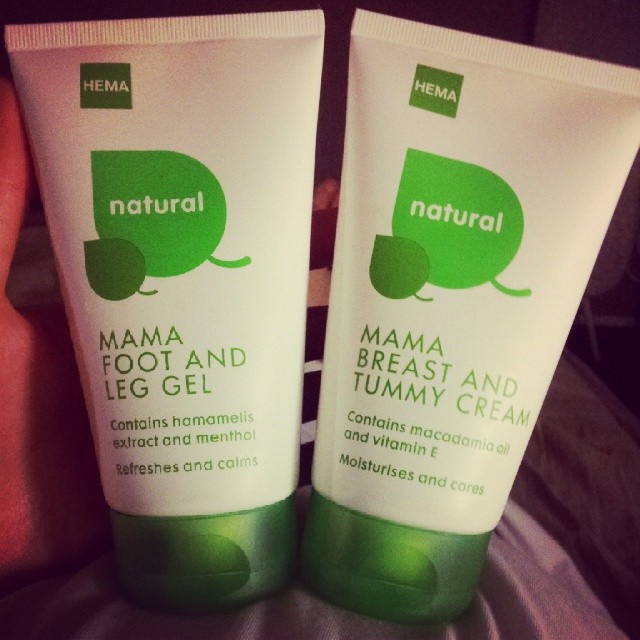 HEMA
natural
MAMA
FOOT AND
LEG GEL
Contains hamamelis
extract and menthol
Refreshes and calms
HEMA
natural
MAMA
BREAST AND
TUMMY CREAM
Contains macadamia oil
and vitamin E
Moisturises and cares